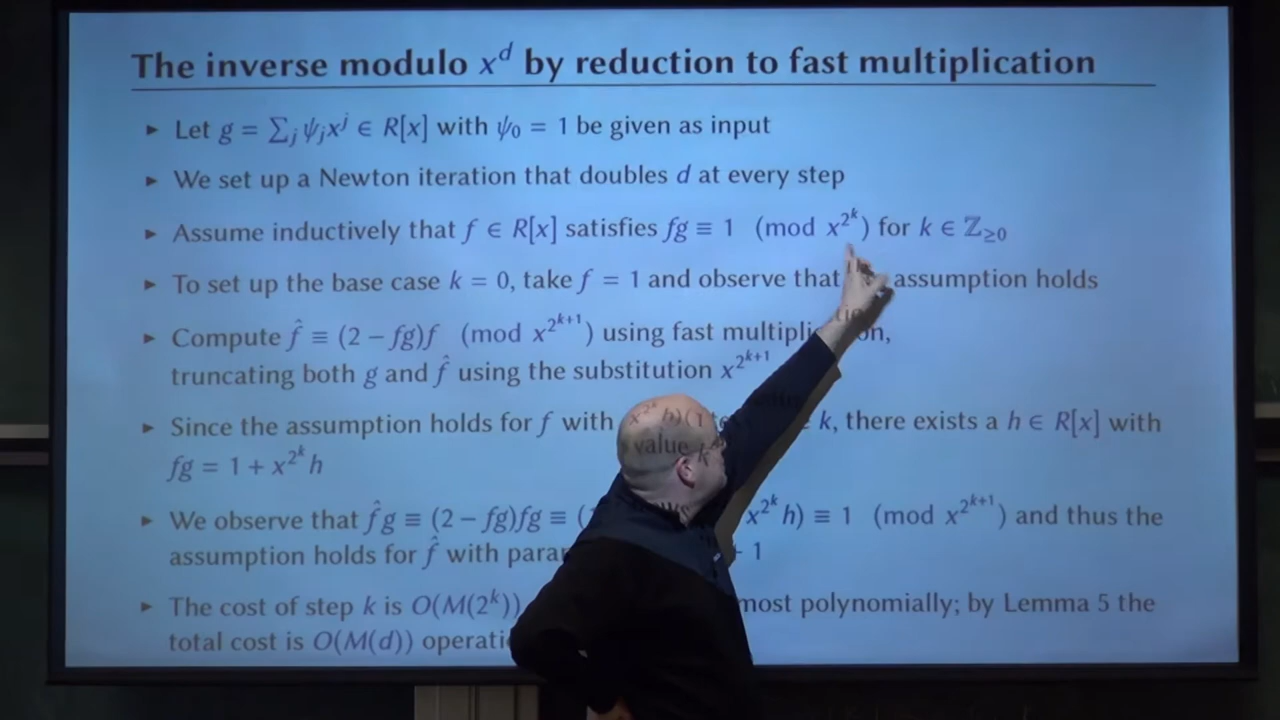 The inverse modulo x^d by reduction to fast multiplication
▸ Let g = ∑_j ψ_j x^j ∈ R[x] with ψ_0 = 1 be given as input
▸ We set up a Newton iteration that doubles d at every step
▸ Assume inductively that f ∈ R[x] satisfies fg ≡ 1 (mod x^{2^k}) for k ∈ ℤ_{≥0}
▸ To set up the base case k = 0, take f = 1 and observe that assumption holds
▸ Compute f̂ ≡ (2 − fg)f (mod x^{2^{k+1}}) using fast multiplication,
truncating both g and f̂ using the substitution x^{2^{k+1}}
▸ Since the assumption holds for f with value k, there exists a h ∈ R[x] with
fg = 1 + x^{2^k} h
▸ We observe that f̂g ≡ (2 − fg)fg ≡ ( x^{2^k} h) ≡ 1 (mod x^{2^{k+1}}) and thus the
assumption holds for f̂ with + 1
▸ The cost of step k is O(M(2^k)) most polynomially; by Lemma 5 the
total cost is O(M(d))